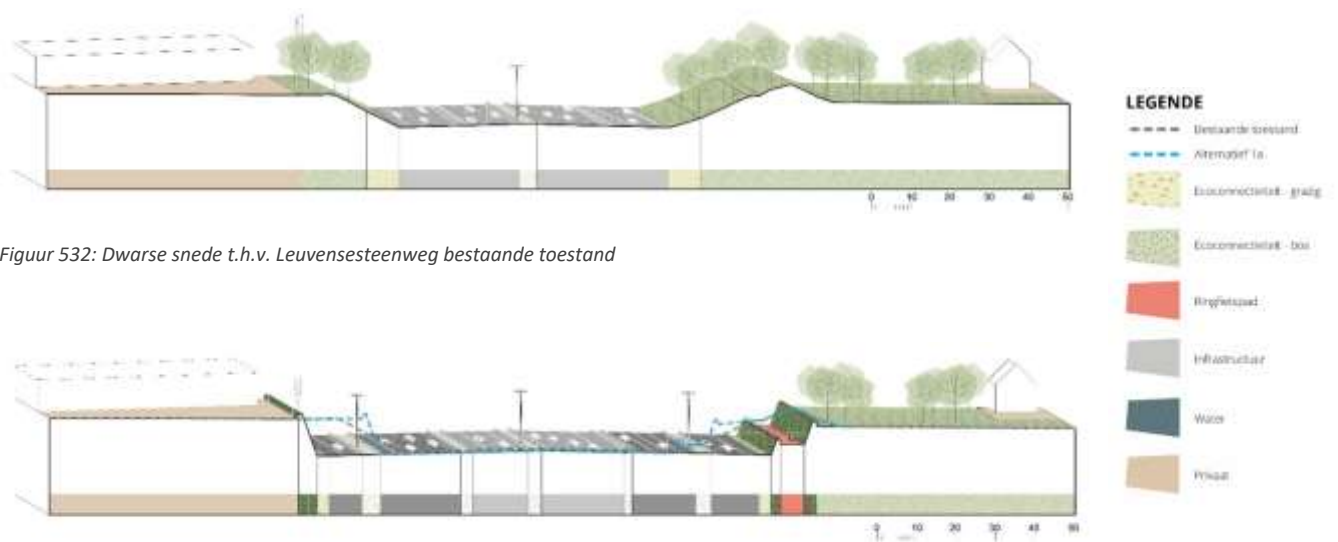 0 10 20 30 40 50
Figuur 532: Dwarse snede t.h.v. Leuvensesteenweg bestaande toestand
0 10 20 30 40 50
LEGENDE
Bestaande toestand
Alternatief 1a
Ecoconnectiviteit - grazig
Ecoconnectiviteit - bos
Ringfietspad
Infrastructuur
Water
Privaat